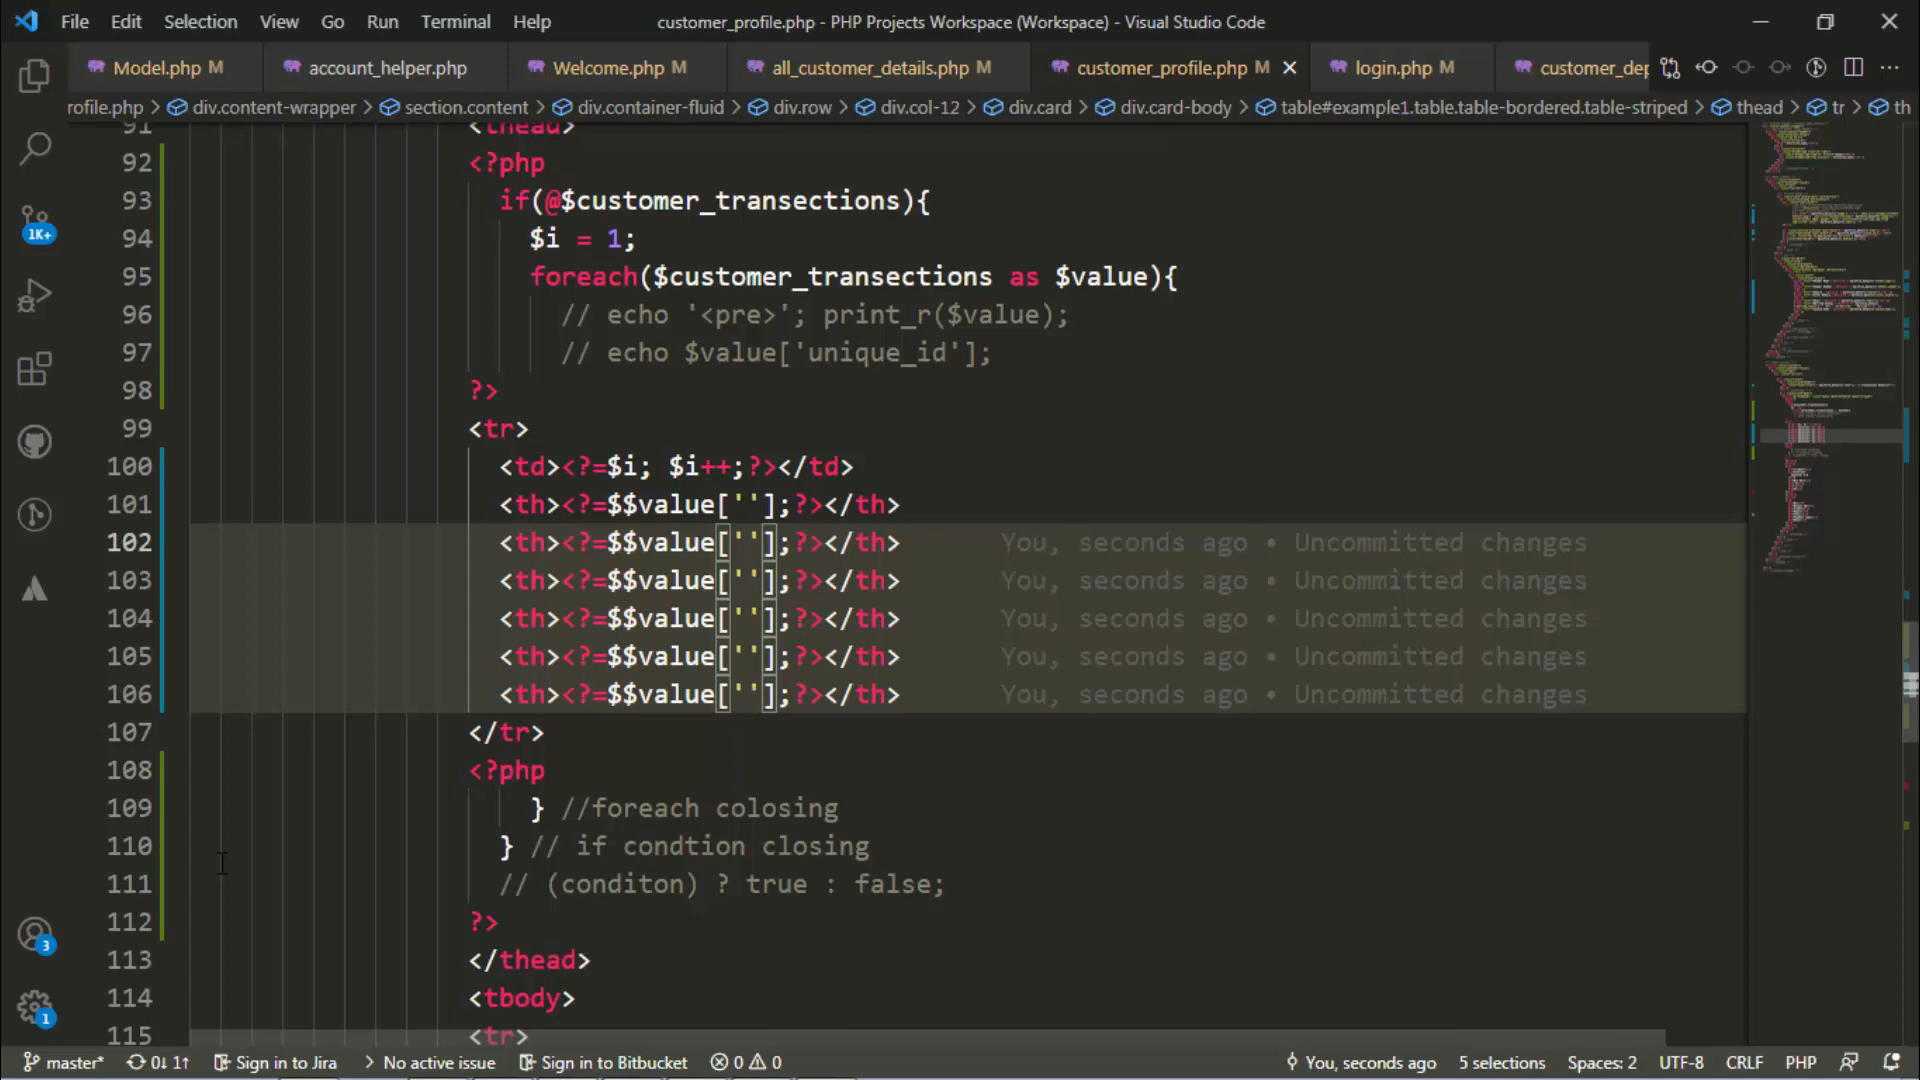 File Edit Selection View Go Run Terminal Help customer_profile.php - PHP Projects Workspace (Workspace) - Visual Studio Code
Model.php M account_helper.php Welcome.php M all_customer_details.php M customer_profile.php M login.php M customer_dep
rofile.php > div.content-wrapper > section.content > div.container-fluid > div.row > div.col-12 > div.card > div.card-body > table#example1.table.table-bordered.table-striped > thead > tr > th
91 <thead>
92 <?php
93 if(@$customer_transections){
94 $i = 1;
95 foreach($customer_transections as $value){
96 // echo '<pre>'; print_r($value);
97 // echo $value['unique_id'];
98 ?>
99 <tr>
100 <td><?=$i; $i++;?></td>
101 <th><?=$$value[''];?></th>
102 <th><?=$$value[''];?></th> You, seconds ago • Uncommitted changes
103 <th><?=$$value[''];?></th> You, seconds ago • Uncommitted changes
104 <th><?=$$value[''];?></th> You, seconds ago • Uncommitted changes
105 <th><?=$$value[''];?></th> You, seconds ago • Uncommitted changes
106 <th><?=$$value[''];?></th> You, seconds ago • Uncommitted changes
107 </tr>
108 <?php
109 } //foreach colosing
110 } // if condtion closing
111 // (conditon) ? true : false;
112 ?>
113 </thead>
114 <tbody>
115 <tr>
1K+
3
1
master* 0↓ 1↑ Sign in to Jira > No active issue Sign in to Bitbucket 0 0 You, seconds ago 5 selections Spaces: 2 UTF-8 CRLF PHP